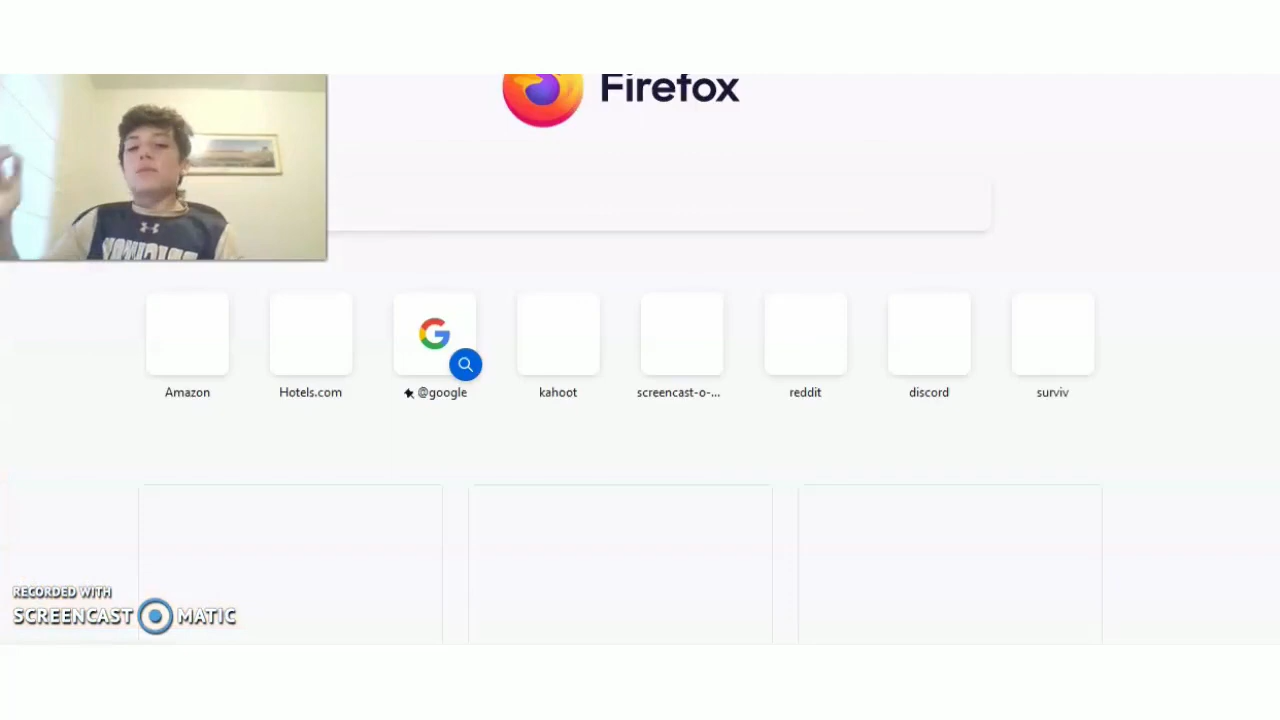 Firefox
Amazon
Hotels.com
@google
kahoot
screencast-o-...
reddit
discord
surviv
RECORDED WITH
SCREENCAST MATIC